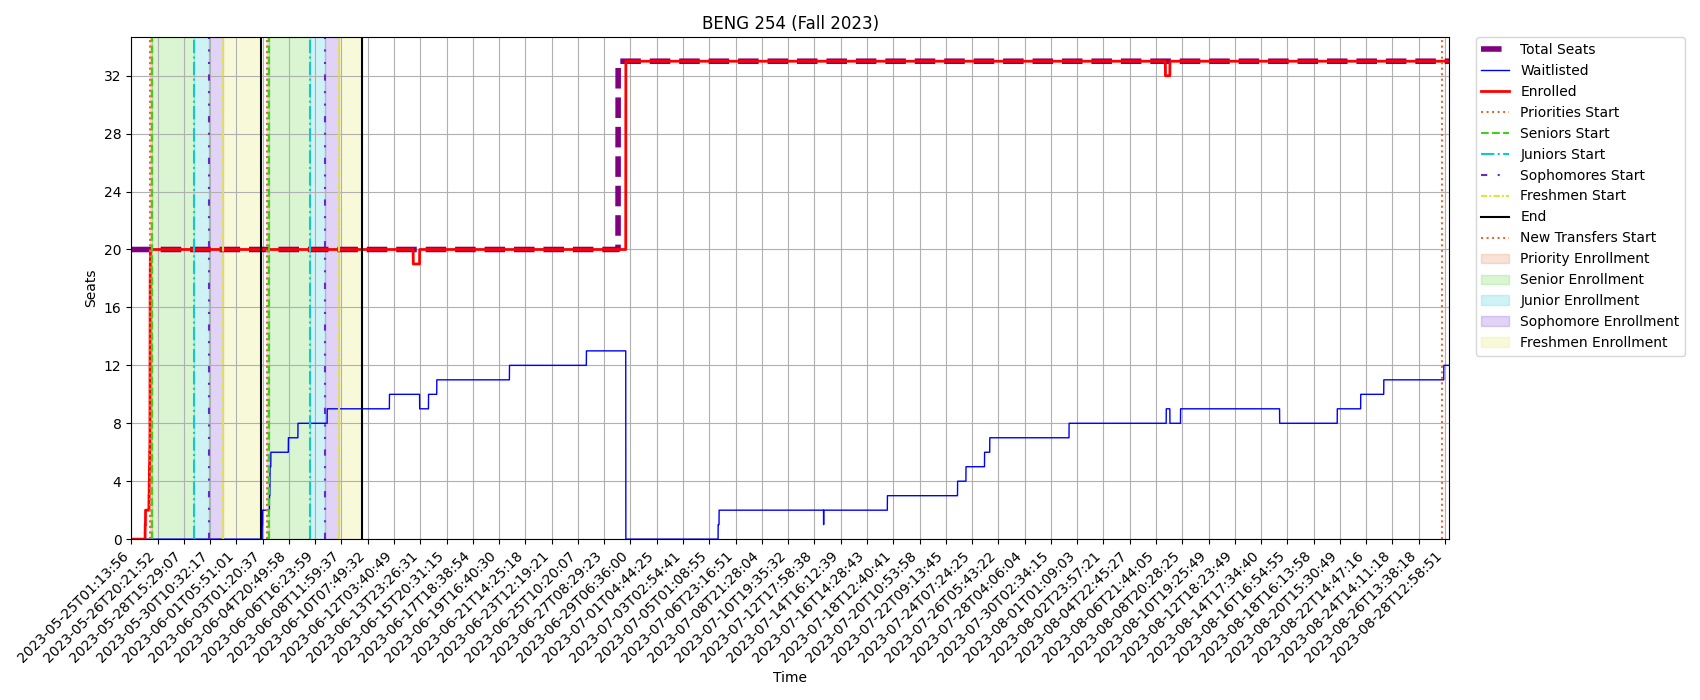 BENG 254 (Fall 2023)
Seats
32
28
24
20
16
12
8
4
0
2023-05-25T01:13:56
2023-05-26T20:21:52
2023-05-28T15:29:07
2023-05-30T10:32:17
2023-06-01T05:51:01
2023-06-03T01:20:37
2023-06-04T20:49:58
2023-06-06T16:23:59
2023-06-08T11:59:37
2023-06-10T07:49:32
2023-06-12T03:40:49
2023-06-13T23:26:31
2023-06-15T20:31:15
2023-06-17T18:38:54
2023-06-19T16:40:30
2023-06-21T14:25:18
2023-06-23T12:19:21
2023-06-25T10:20:07
2023-06-27T08:29:23
2023-06-29T06:36:00
2023-07-01T04:44:25
2023-07-03T02:54:41
2023-07-05T01:08:55
2023-07-06T23:16:51
2023-07-08T21:28:04
2023-07-10T19:35:32
2023-07-12T17:58:38
2023-07-14T16:12:39
2023-07-16T14:28:43
2023-07-18T12:40:41
2023-07-20T10:53:58
2023-07-22T09:13:45
2023-07-24T07:24:25
2023-07-26T05:43:22
2023-07-28T04:06:04
2023-07-30T02:34:15
2023-08-01T01:09:03
2023-08-02T23:57:21
2023-08-04T22:45:27
2023-08-06T21:44:05
2023-08-08T20:28:25
2023-08-10T19:25:49
2023-08-12T18:23:49
2023-08-14T17:34:40
2023-08-16T16:54:55
2023-08-18T16:13:58
2023-08-20T15:30:49
2023-08-22T14:47:16
2023-08-24T14:11:18
2023-08-26T13:38:18
2023-08-28T12:58:51
Time
Total Seats
Waitlisted
Enrolled
Priorities Start
Seniors Start
Juniors Start
Sophomores Start
Freshmen Start
End
New Transfers Start
Priority Enrollment
Senior Enrollment
Junior Enrollment
Sophomore Enrollment
Freshmen Enrollment